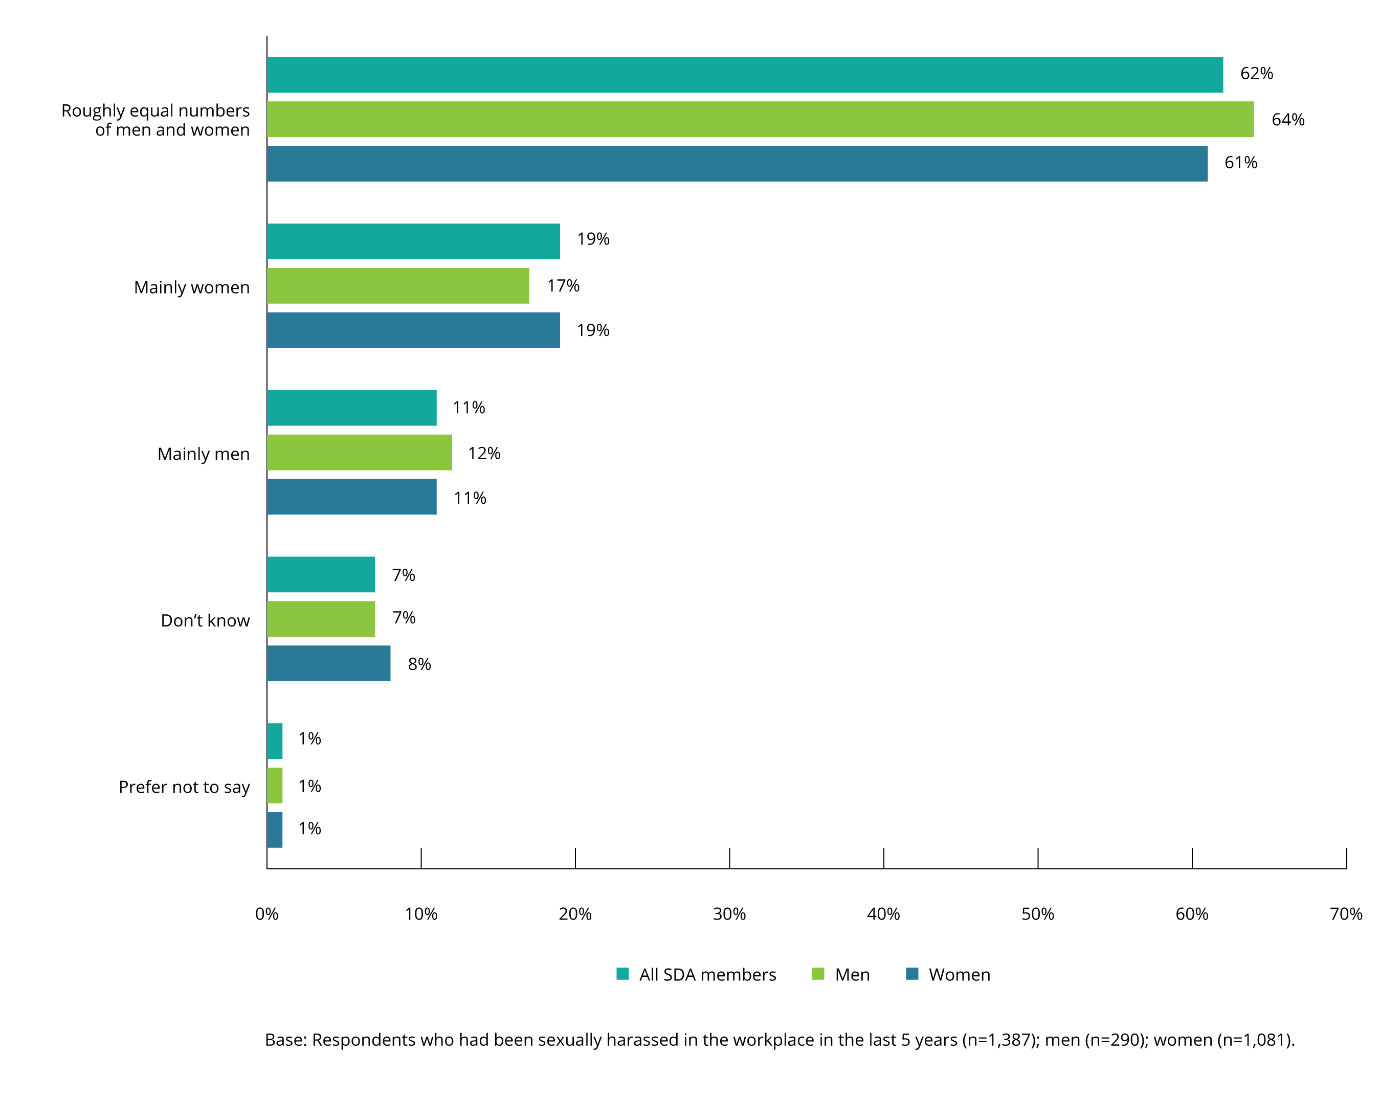 62%
Roughly equal numbers
of men and women
64%
61%
19%
Mainly women
17%
19%
11%
Mainly men
12%
11%
7%
Don’t know
7%
8%
1%
Prefer not to say
1%
1%
0% 10% 20% 30% 40% 50% 60% 70%
All SDA members Men Women
Base: Respondents who had been sexually harassed in the workplace in the last 5 years (n=1,387); men (n=290); women (n=1,081).